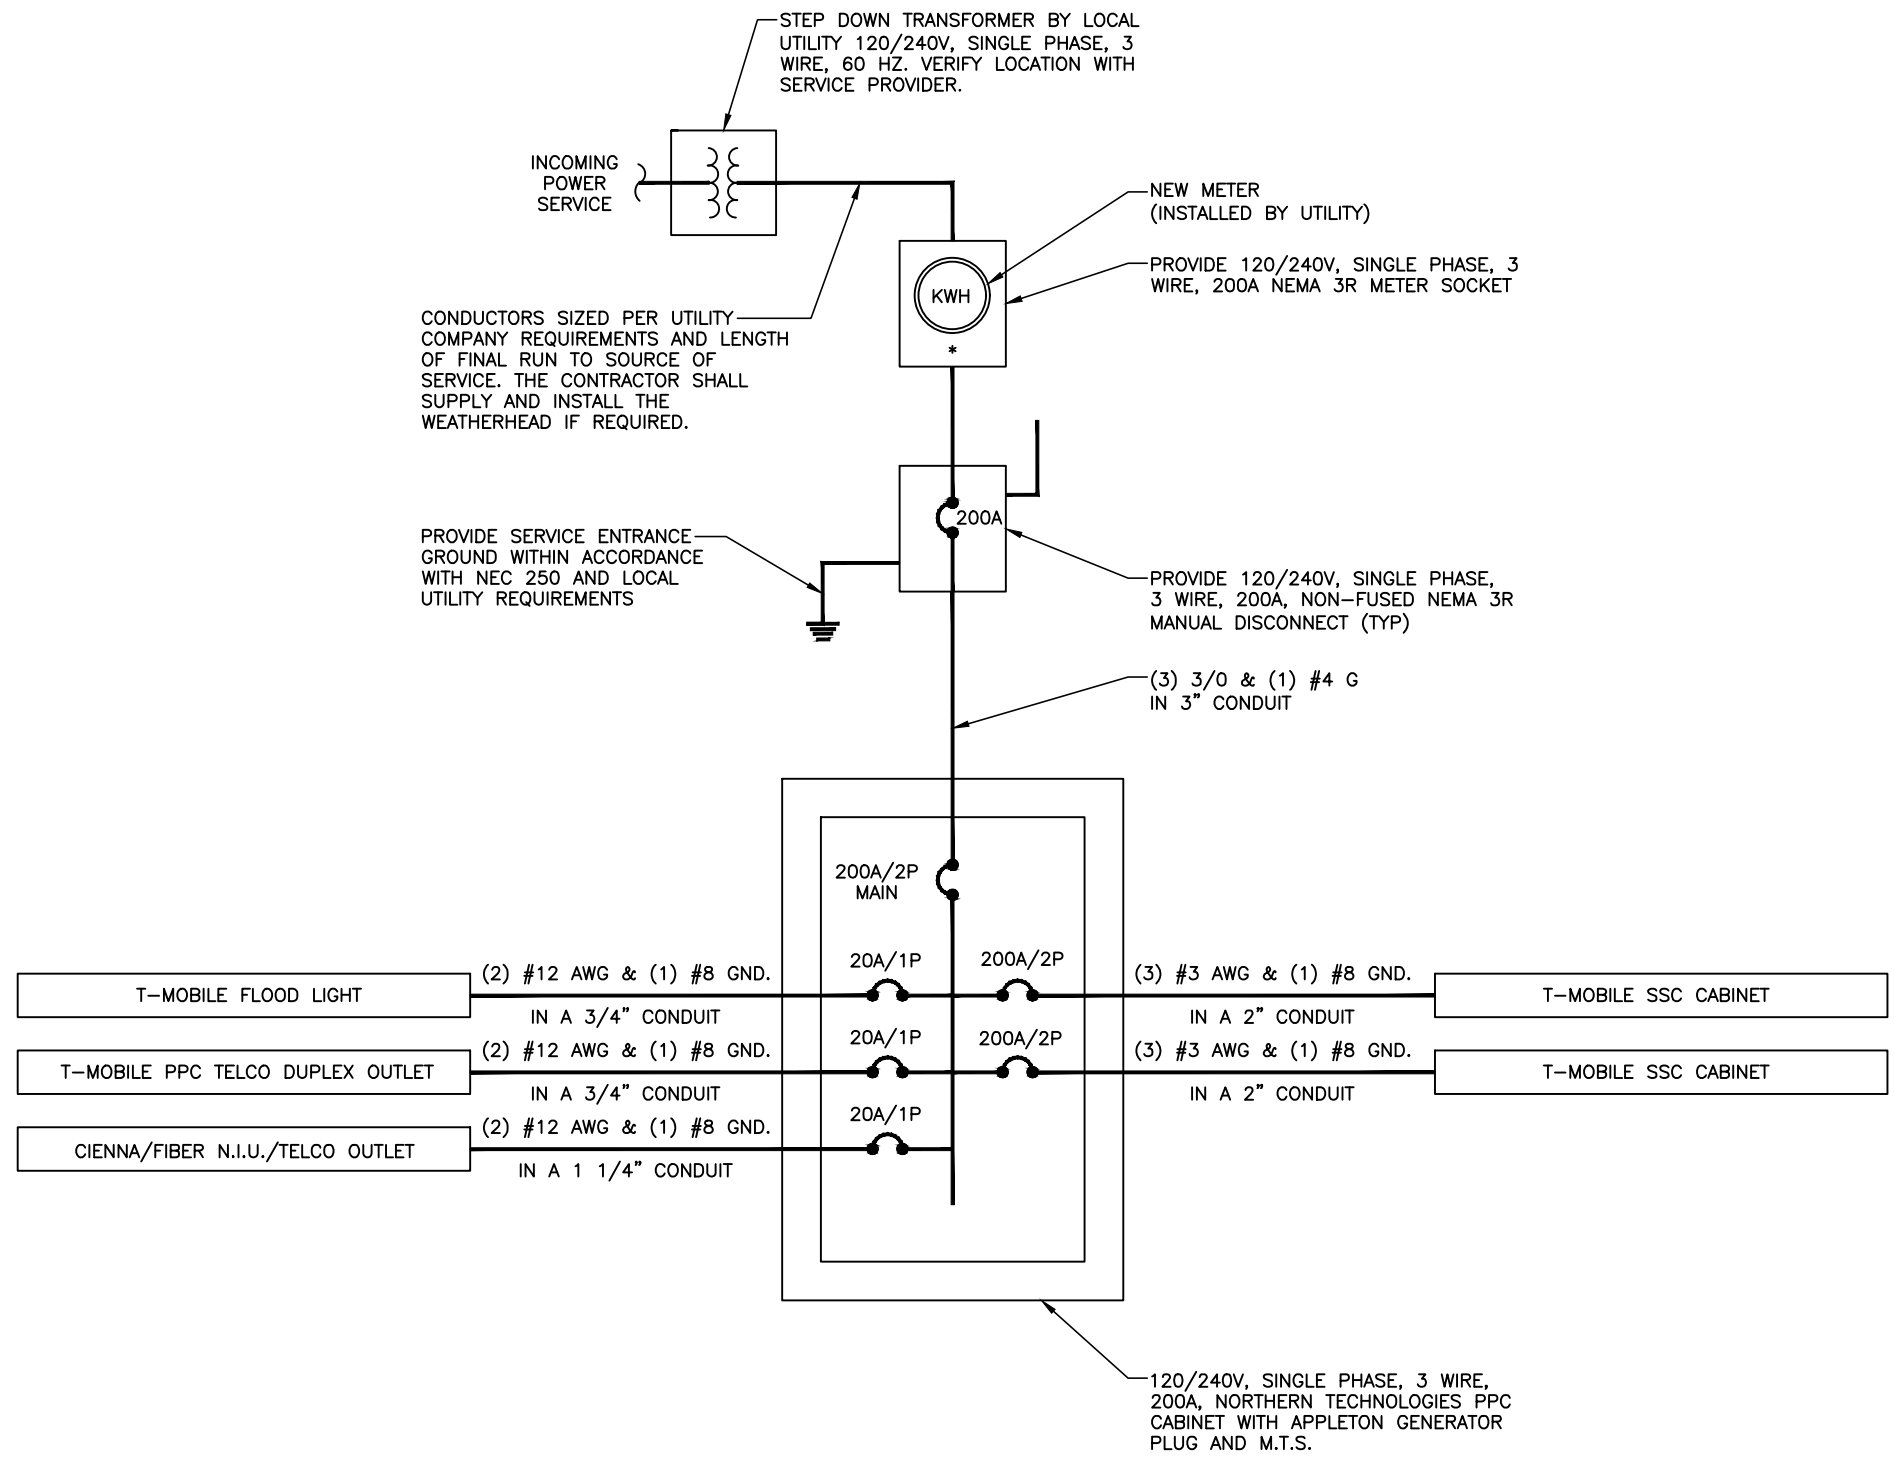 STEP DOWN TRANSFORMER BY LOCAL
UTILITY 120/240V, SINGLE PHASE, 3
WIRE, 60 HZ. VERIFY LOCATION WITH
SERVICE PROVIDER.
INCOMING
POWER
SERVICE
NEW METER
(INSTALLED BY UTILITY)
PROVIDE 120/240V, SINGLE PHASE, 3
WIRE, 200A NEMA 3R METER SOCKET
KWH
*
CONDUCTORS SIZED PER UTILITY
COMPANY REQUIREMENTS AND LENGTH
OF FINAL RUN TO SOURCE OF
SERVICE. THE CONTRACTOR SHALL
SUPPLY AND INSTALL THE
WEATHERHEAD IF REQUIRED.
200A
PROVIDE SERVICE ENTRANCE
GROUND WITHIN ACCORDANCE
WITH NEC 250 AND LOCAL
UTILITY REQUIREMENTS
PROVIDE 120/240V, SINGLE PHASE,
3 WIRE, 200A, NON-FUSED NEMA 3R
MANUAL DISCONNECT (TYP)
(3) 3/0 & (1) #4 G
IN 3" CONDUIT
200A/2P
MAIN
T-MOBILE FLOOD LIGHT
(2) #12 AWG & (1) #8 GND.
IN A 3/4" CONDUIT
20A/1P
200A/2P
(3) #3 AWG & (1) #8 GND.
IN A 2" CONDUIT
T-MOBILE SSC CABINET
T-MOBILE PPC TELCO DUPLEX OUTLET
(2) #12 AWG & (1) #8 GND.
IN A 3/4" CONDUIT
20A/1P
200A/2P
(3) #3 AWG & (1) #8 GND.
IN A 2" CONDUIT
T-MOBILE SSC CABINET
CIENNA/FIBER N.I.U./TELCO OUTLET
(2) #12 AWG & (1) #8 GND.
IN A 1 1/4" CONDUIT
20A/1P
120/240V, SINGLE PHASE, 3 WIRE,
200A, NORTHERN TECHNOLOGIES PPC
CABINET WITH APPLETON GENERATOR
PLUG AND M.T.S.